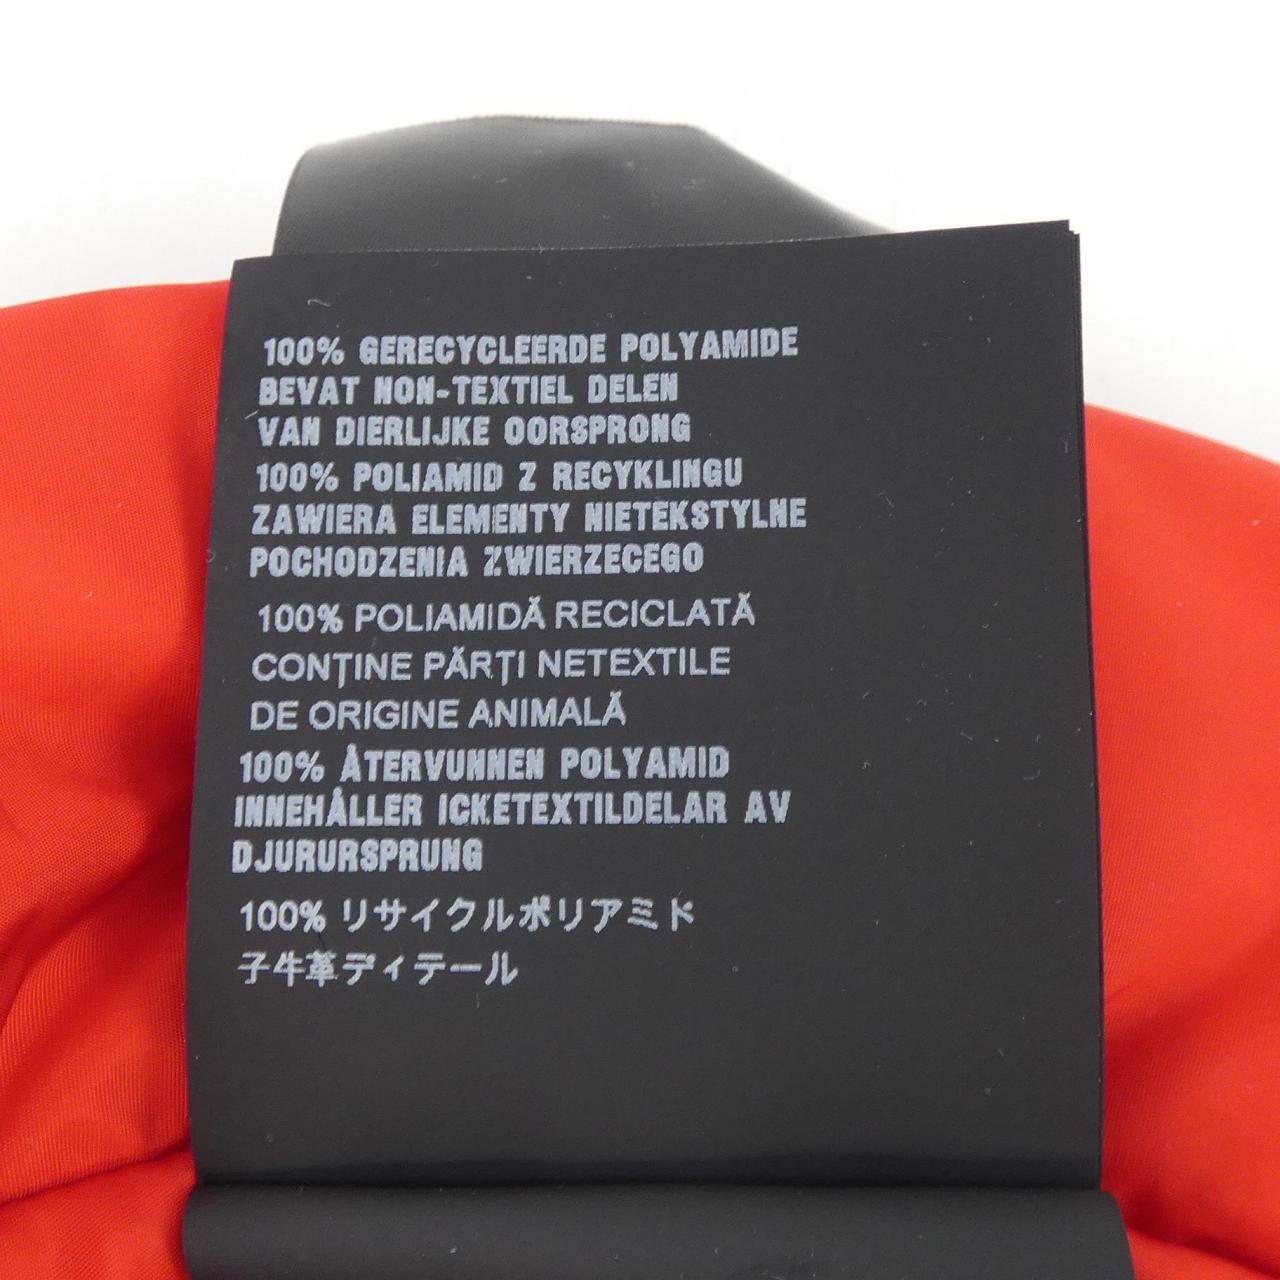 100% GERECYCLEERDE POLYAMIDE
BEVAT NON-TEXTIEL DELEN
VAN DIERLIJKE OORSPRONG
100% POLIAMID Z RECYKLINGU
ZAWIERA ELEMENTY NIETEKSTYLNE
POCHODZENIA ZWIERZECEGO
100% POLIAMIDĂ RECICLATĂ
CONŢINE PĂRŢI NETEXTILE
DE ORIGINE ANIMALĂ
100% ÅTERVUNNEN POLYAMID
INNEHÅLLER ICKETEXTILDELAR AV
DJURURSPRUNG
100% リサイクルポリアミド
子牛革ディテール